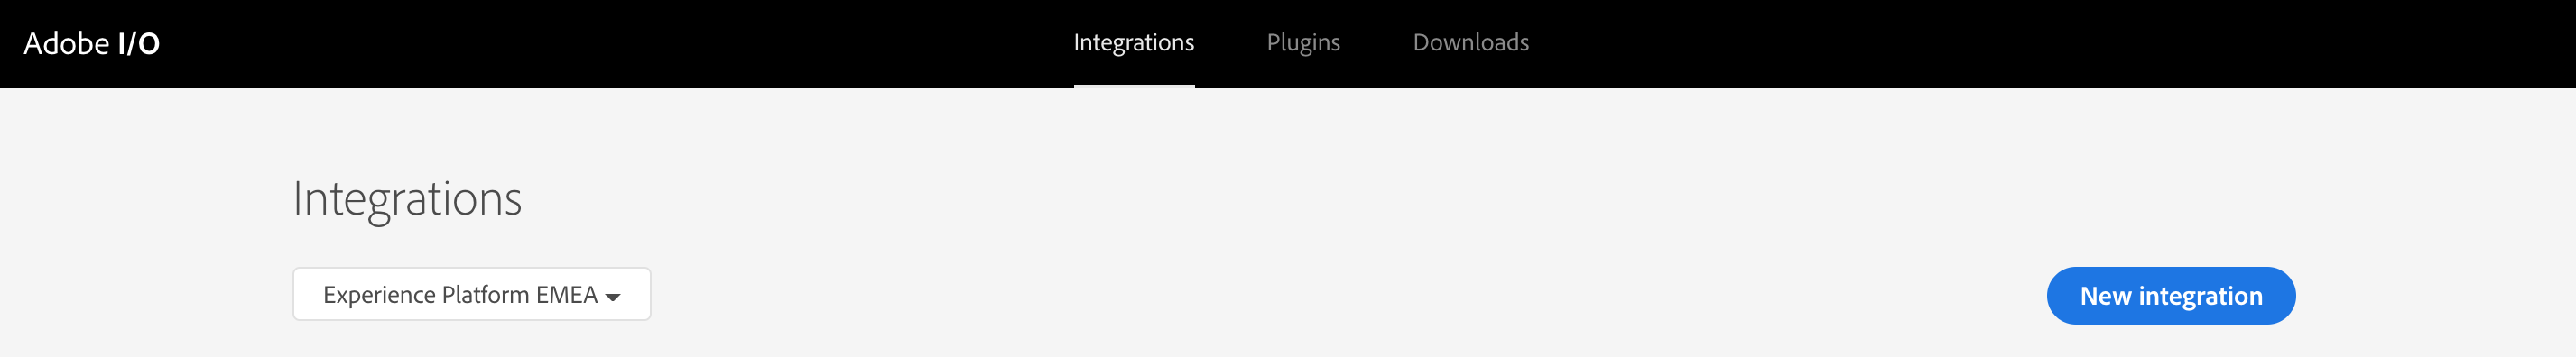 Adobe I/O
Integrations Plugins Downloads
Integrations
Experience Platform EMEA
New integration